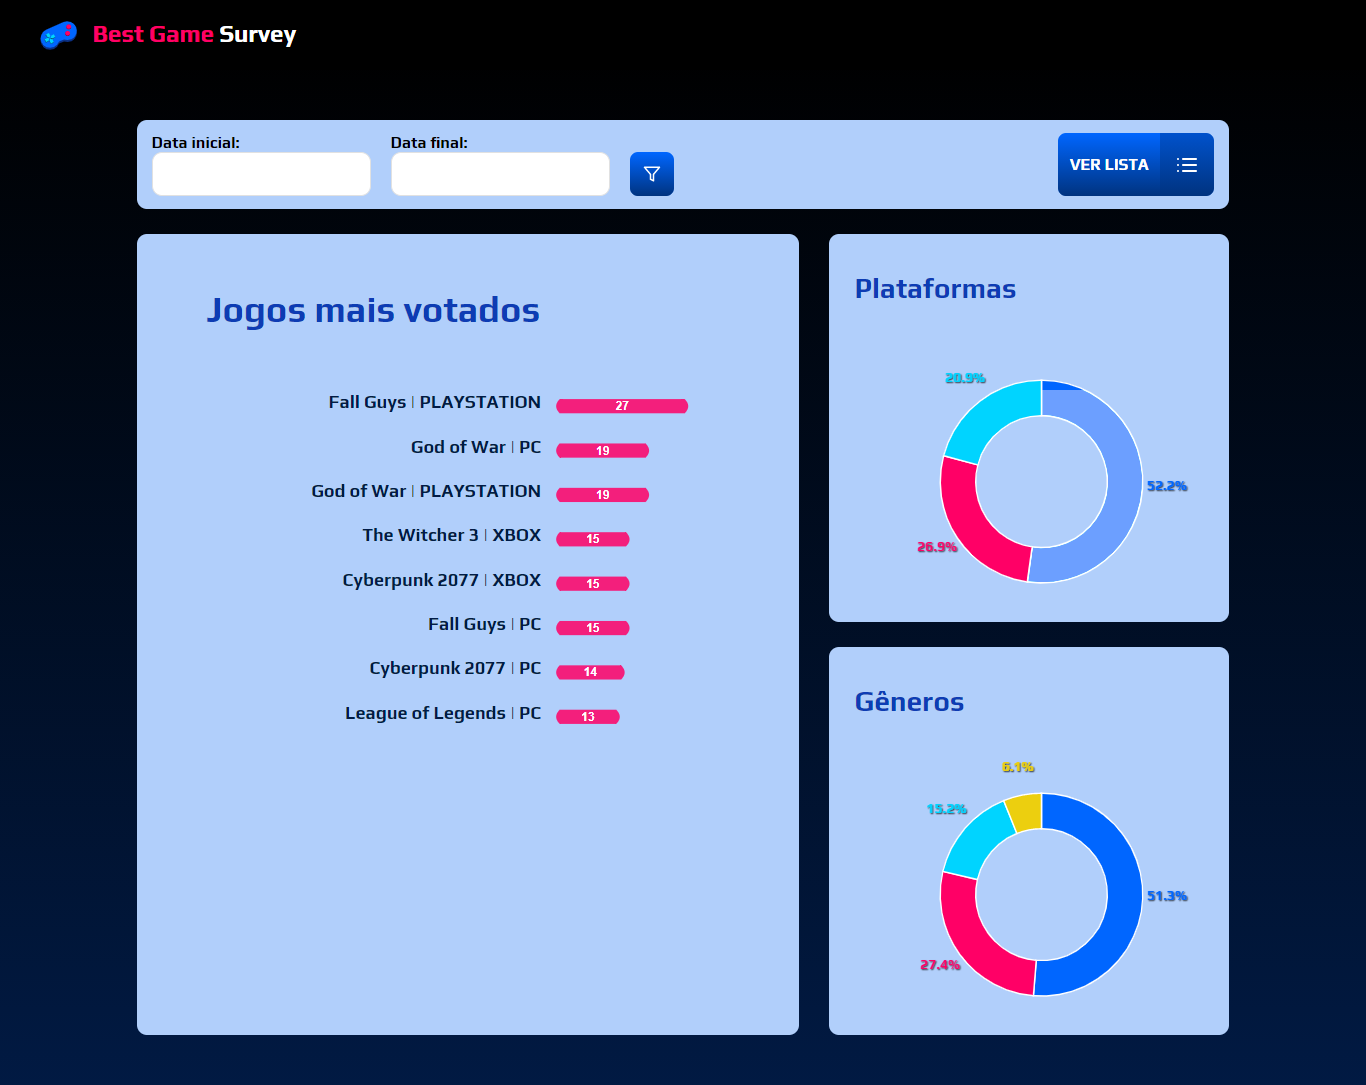 Best Game Survey
Data inicial:
Data final:
VER LISTA
Jogos mais votados
Fall Guys | PLAYSTATION 27
God of War | PC 19
God of War | PLAYSTATION 19
The Witcher 3 | XBOX 15
Cyberpunk 2077 | XBOX 15
Fall Guys | PC 15
Cyberpunk 2077 | PC 14
League of Legends | PC 13
Plataformas
20.9%
52.2%
26.9%
Gêneros
6.1%
15.2%
51.3%
27.4%